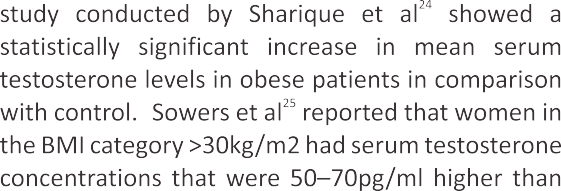 study conducted by Sharique et al24 showed a
statistically significant increase in mean serum
testosterone levels in obese patients in comparison
with control. Sowers et al25 reported that women in
the BMI category >30kg/m2 had serum testosterone
concentrations that were 50–70pg/ml higher than